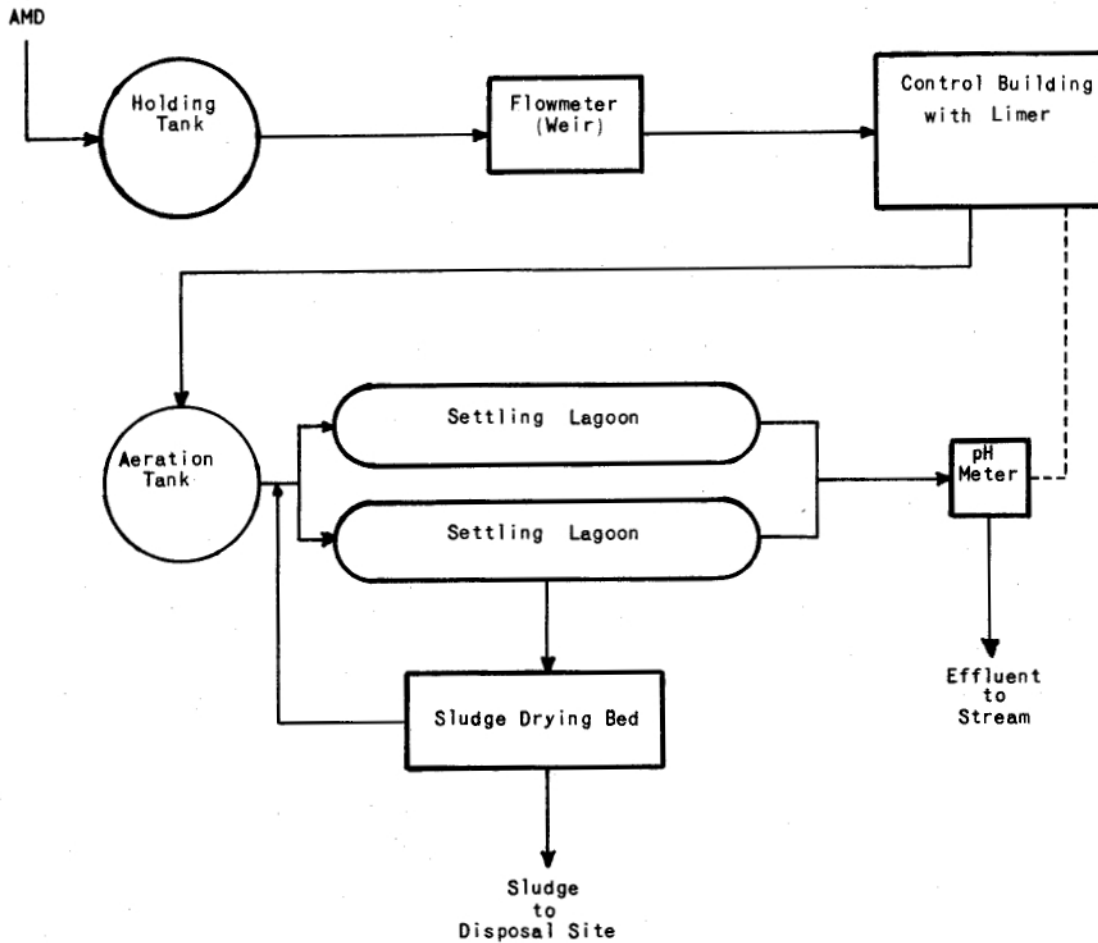 AMD
Holding
Tank
Flowmeter
(Weir)
Control Building
with Limer
Aeration
Tank
Settling Lagoon
Settling Lagoon
pH
Meter
Sludge Drying Bed
Effluent
to
Stream
Sludge
to
Disposal Site